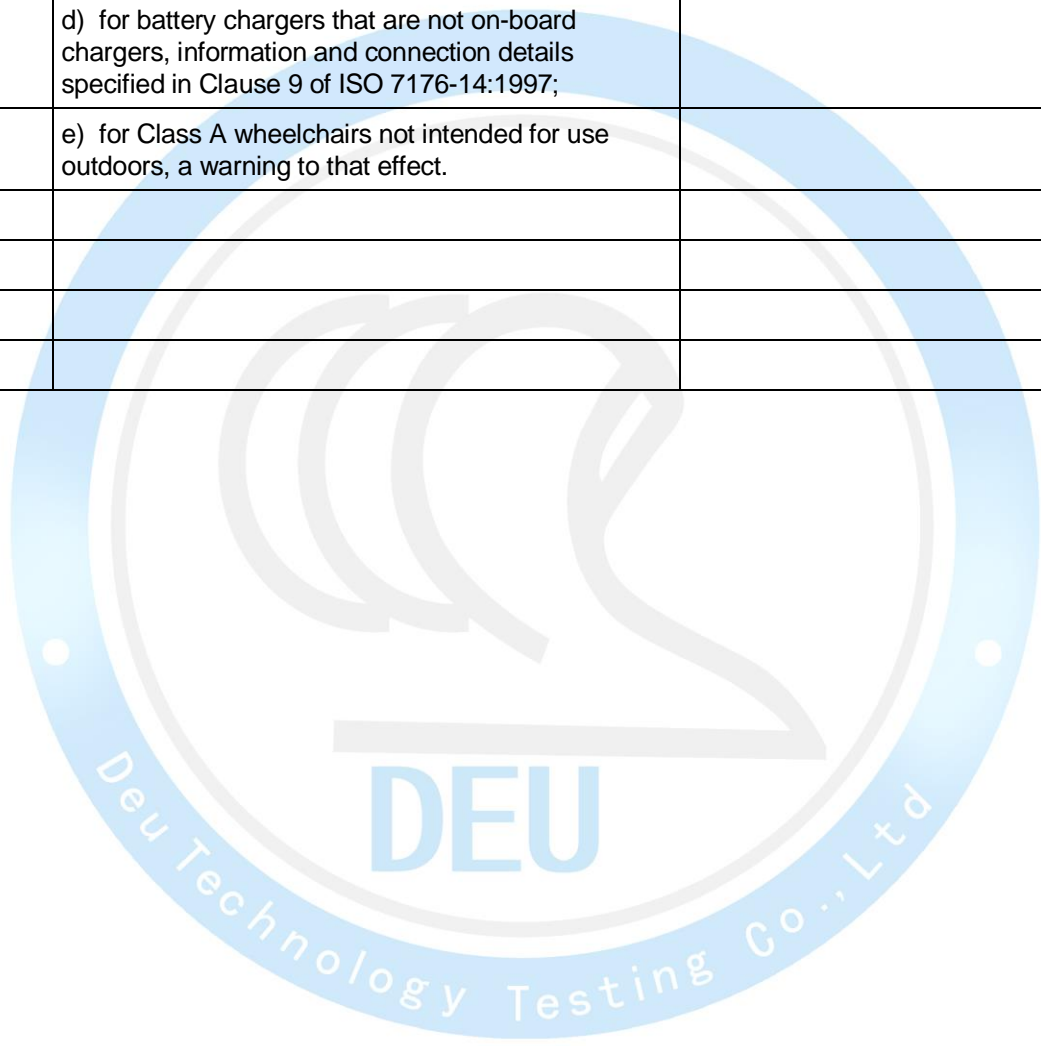 d) for battery chargers that are not on-board
chargers, information and connection details
specified in Clause 9 of ISO 7176-14:1997;
e) for Class A wheelchairs not intended for use
outdoors, a warning to that effect.
DEU
Deu Technology Testing Co., Ltd